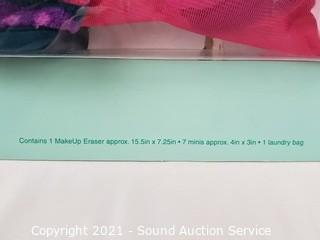 Contains 1 MakeUp Eraser approx. 15.5in x 7.25in • 7 minis approx. 4in x 3in • 1 laundry bag
Copyright 2021 - Sound Auction Service